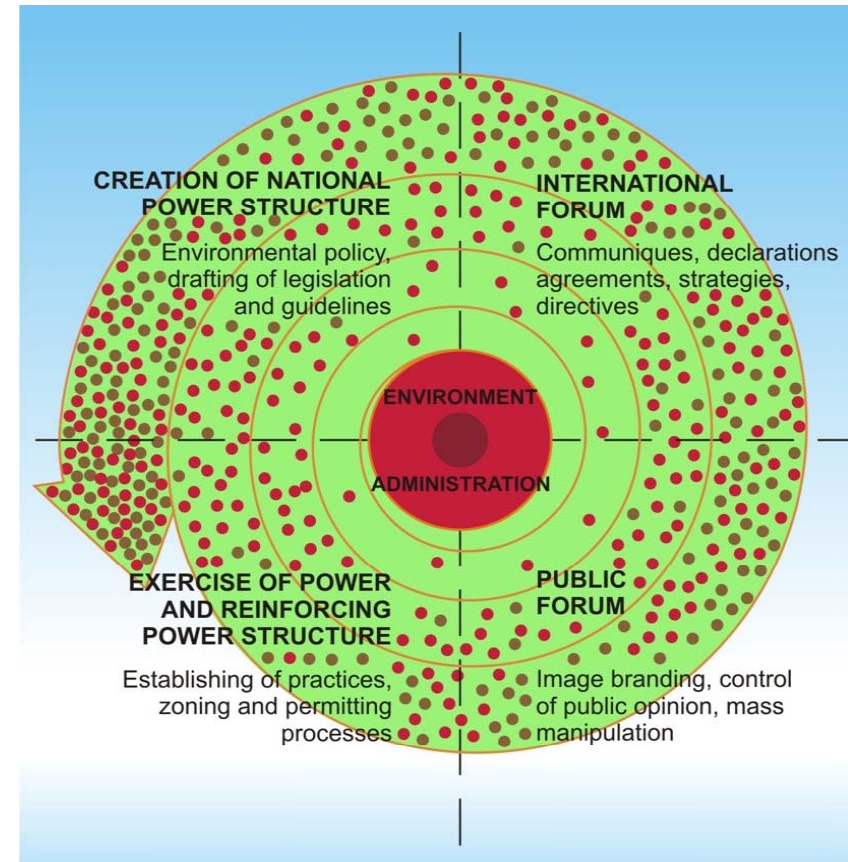 CREATION OF NATIONAL
POWER STRUCTURE
Environmental policy,
drafting of legislation
and guidelines
INTERNATIONAL
FORUM
Communiques, declarations
agreements, strategies,
directives
ENVIRONMENT
ADMINISTRATION
EXERCISE OF POWER
AND REINFORCING
POWER STRUCTURE
Establishing of practices,
zoning and permitting
processes
PUBLIC
FORUM
Image branding, control
of public opinion, mass
manipulation